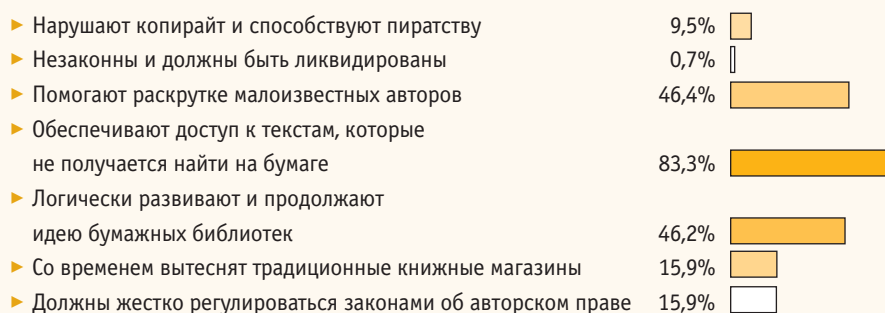 ► Нарушают копирайт и способствуют пиратству 9,5%
► Незаконны и должны быть ликвидированы 0,7%
► Помогают раскрутке малоизвестных авторов 46,4%
► Обеспечивают доступ к текстам, которые
не получается найти на бумаге 83,3%
► Логически развивают и продолжают
идею бумажных библиотек 46,2%
► Со временем вытеснят традиционные книжные магазины 15,9%
► Должны жестко регулироваться законами об авторском праве 15,9%